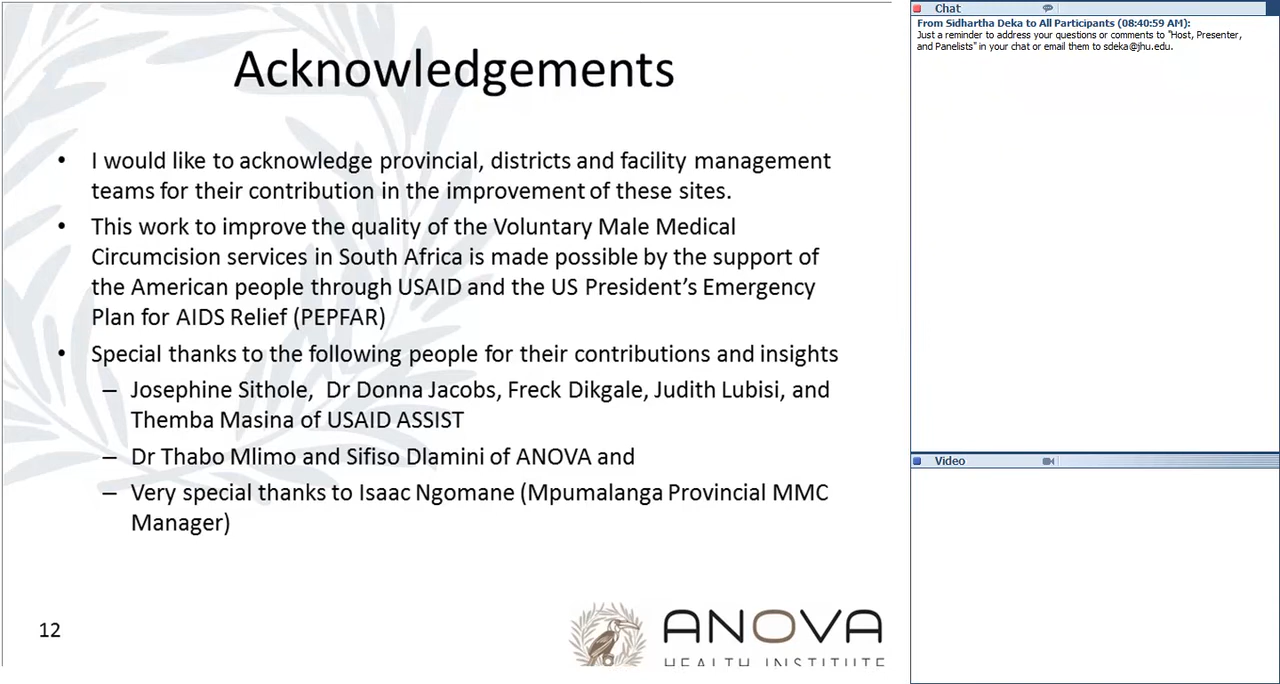 Acknowledgements
• I would like to acknowledge provincial, districts and facility management
teams for their contribution in the improvement of these sites.
• This work to improve the quality of the Voluntary Male Medical
Circumcision services in South Africa is made possible by the support of
the American people through USAID and the US President’s Emergency
Plan for AIDS Relief (PEPFAR)
• Special thanks to the following people for their contributions and insights
– Josephine Sithole, Dr Donna Jacobs, Freck Dikgale, Judith Lubisi, and
Themba Masina of USAID ASSIST
– Dr Thabo Mlimo and Sifiso Dlamini of ANOVA and
– Very special thanks to Isaac Ngomane (Mpumalanga Provincial MMC
Manager)
12
ANOVA
HEALTH INSTITUTE
Chat
From Sidhartha Deka to All Participants (08:40:59 AM):
Just a reminder to address your questions or comments to "Host, Presenter,
and Panelists" in your chat or email them to sdeka@jhu.edu.
Video